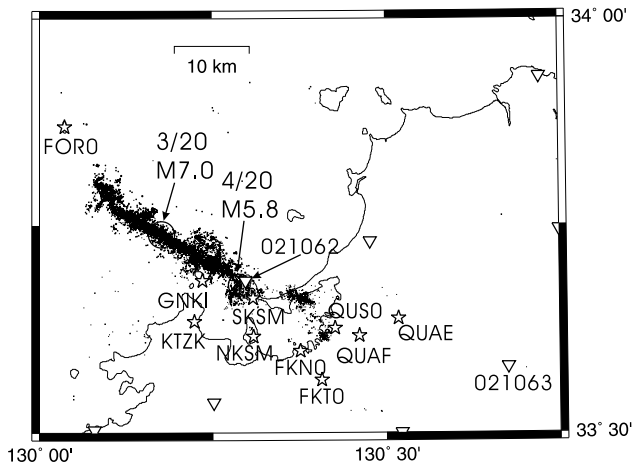 34° 00'
10 km
FOR0
3/20
M7.0
4/20
M5.8
021062
GNKI
SKSM
QUS0
KTZK
NKSM
QUAE
QUAF
FKN0
021063
FKT0
33° 30'
130° 00'
130° 30'